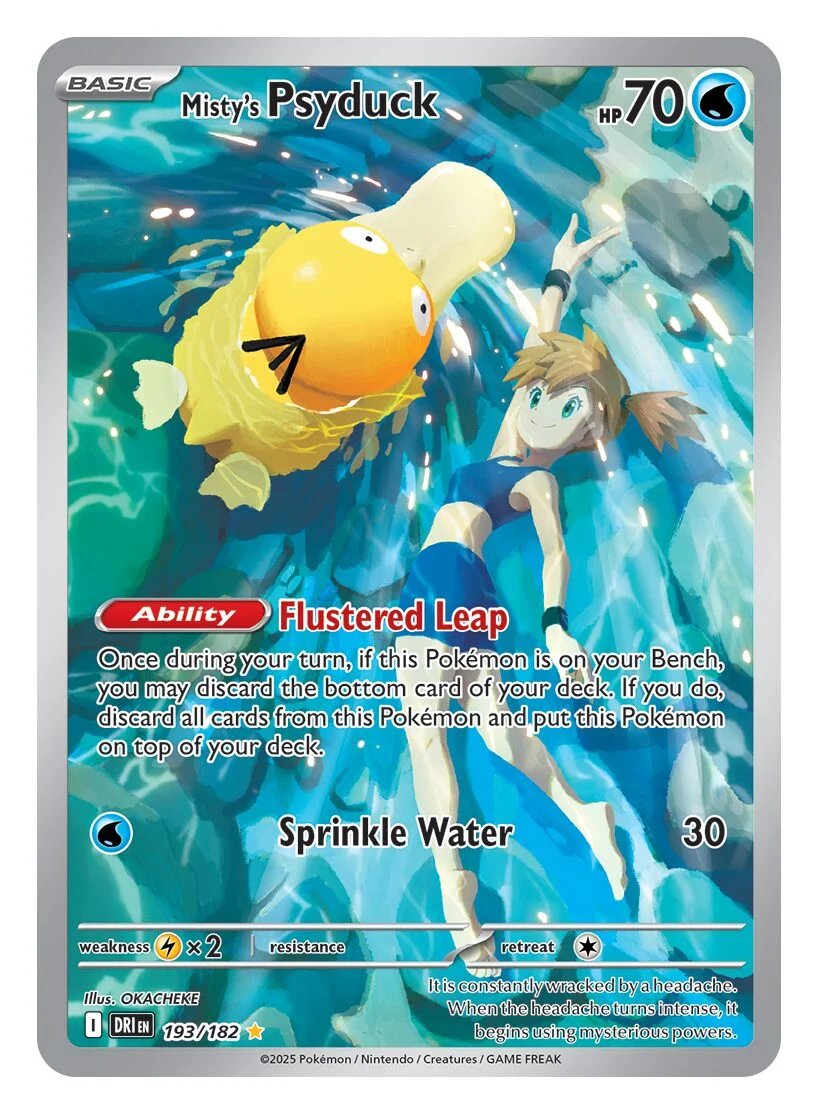 BASIC
Misty's Psyduck
HP70
Ability Flustered Leap
Once during your turn, if this Pokémon is on your Bench,
you may discard the bottom card of your deck. If you do,
discard all cards from this Pokémon and put this Pokémon
on top of your deck.
Sprinkle Water 30
weakness ×2 resistance retreat
It is constantly wracked by a headache.
When the headache turns intense, it
begins using mysterious powers.
Illus. OKACHEKE
I DRI EN 193/182
©2025 Pokémon / Nintendo / Creatures / GAME FREAK